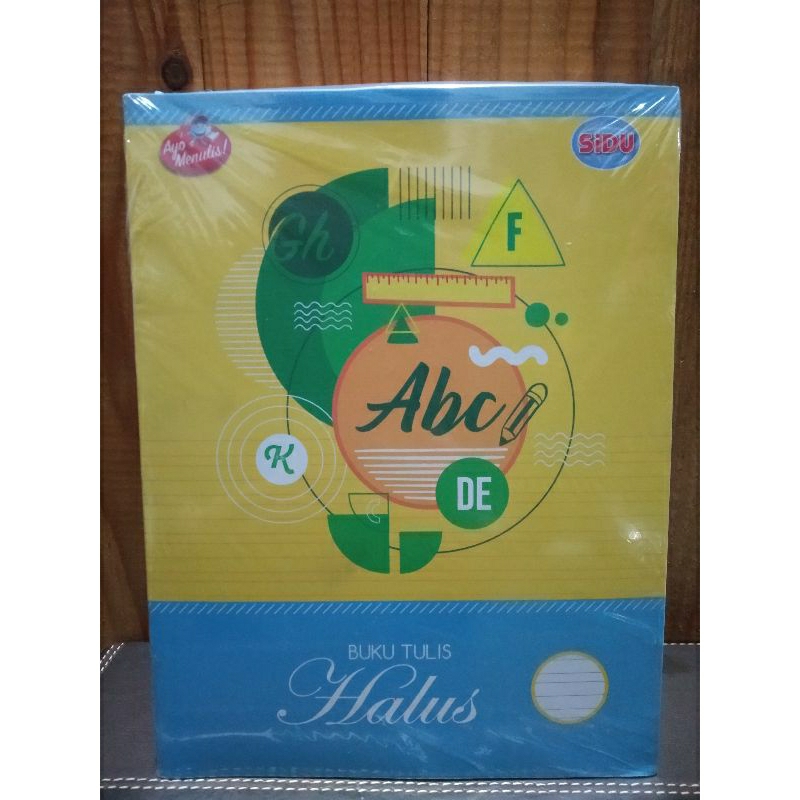 Ayo
Menulis!
SiDU
Gh
F
Abc
K
DE
BUKU TULIS
Halus